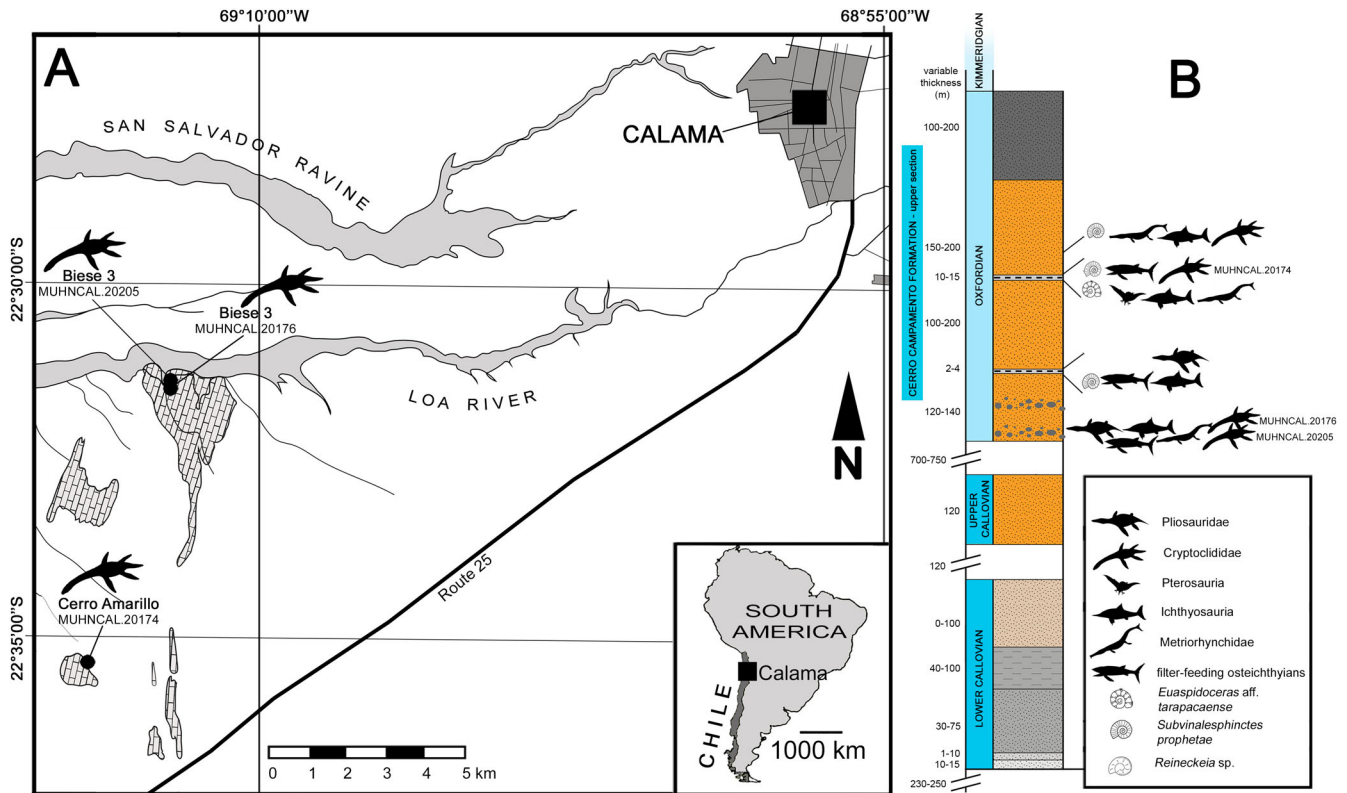 69°10'00''W
68°55'00''W
A
SAN SALVADOR RAVINE
CALAMA
22°30'00''S
Biese 3
MUHNCAL.20205
Biese 3
MUHNCAL.20176
LOA RIVER
N
Route 25
Cerro Amarillo
MUHNCAL.20174
22°35'00''S
0 1 2 3 4 5 km
SOUTH
AMERICA
Calama
CHILE
1000 km
B
variable
thickness
(m)
KIMMERIDGIAN
CERRO CAMPAMENTO FORMATION - upper section
OXFORDIAN
100-200
150-200
10-15
MUHNCAL.20174
100-200
2-4
120-140
MUHNCAL.20176
MUHNCAL.20205
700-750
UPPER
CALLOVIAN
120
120
LOWER CALLOVIAN
0-100
40-100
30-75
1-10
10-15
230-250
Pliosauridae
Cryptoclididae
Pterosauria
Ichthyosauria
Metriorhynchidae
filter-feeding osteichthyians
Euaspidoceras aff.
tarapacaense
Subvinalesphinctes
prophetae
Reineckeia sp.